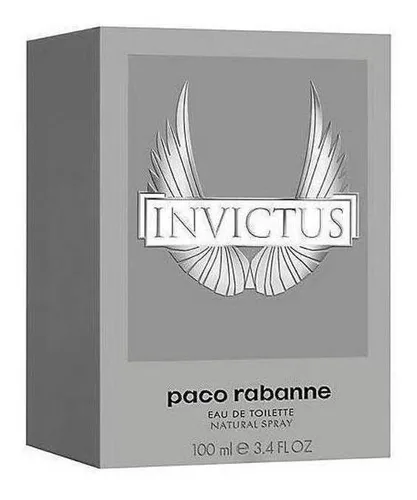 INVICTUS
paco rabanne
EAU DE TOILETTE
NATURAL SPRAY
100 ml ℮ 3.4 FL OZ